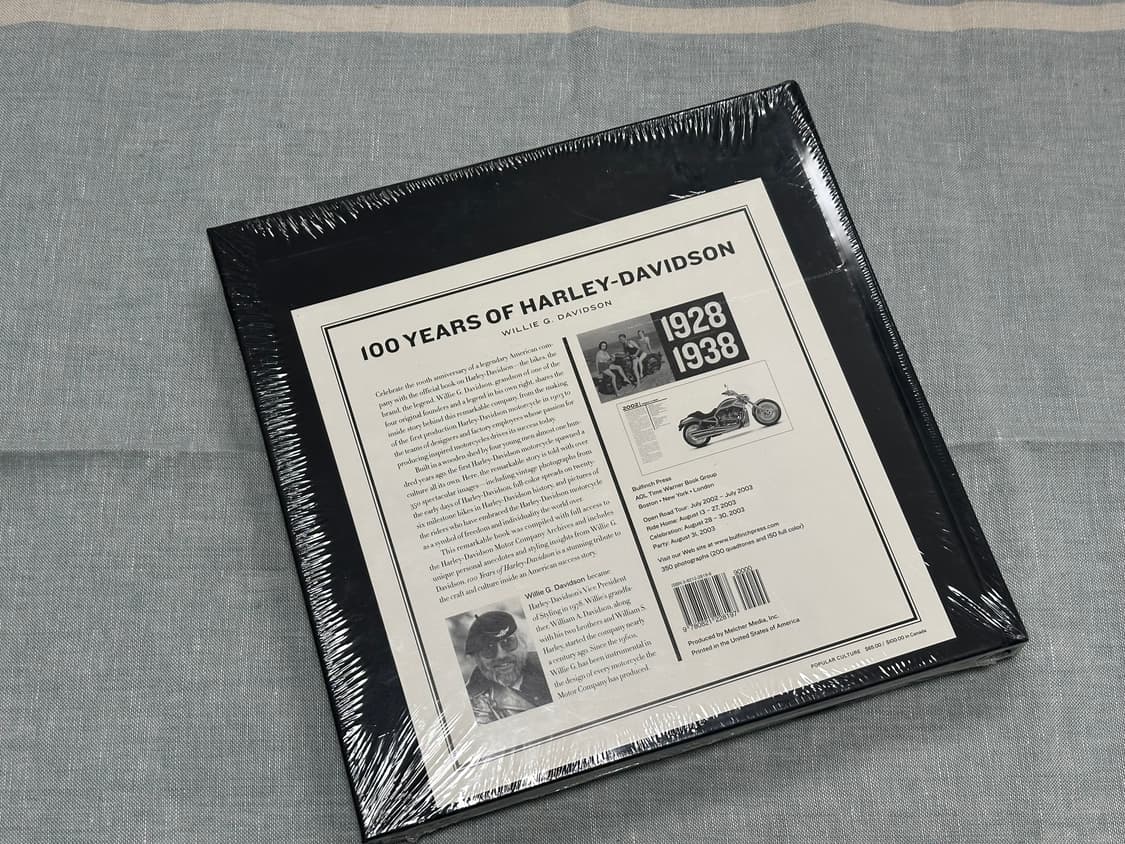 100 YEARS OF HARLEY-DAVIDSON
WILLIE G. DAVIDSON
Celebrate the 100th anniversary of a legendary American com-
pany with the official book on Harley-Davidson—the bikes, the
brand, the legend. Willie G. Davidson, grandson of one of the
four original founders and a legend in his own right, shares the
inside story behind this remarkable company, from the making
of the first production Harley-Davidson motorcycle in 1903 to
the teams of designers and factory employees whose passion for
producing inspired motorcycles drives its success today.
Built in a wooden shed by four young men almost one hun-
dred years ago, the first Harley-Davidson motorcycle spawned a
culture all its own. Here, the remarkable story is told with over
350 spectacular images—including vintage photographs from
the early days of Harley-Davidson, full-color spreads on twenty-
six milestone bikes in Harley-Davidson history, and pictures of
the riders who have embraced the Harley-Davidson motorcycle
as a symbol of freedom and individuality the world over.
This remarkable book was compiled with full access to
the Harley-Davidson Motor Company Archives and includes
unique personal anecdotes and styling insights from Willie G.
Davidson. 100 Years of Harley-Davidson is a stunning tribute to
the craft and culture inside an American success story.
Willie G. Davidson became
Harley-Davidson's Vice President
of Styling in 1978. Willie's grandfa-
ther, William A. Davidson, along
with his two brothers and William S.
Harley, started the company nearly
a century ago. Since the 1960s,
Willie G. has been instrumental in
the design of every motorcycle the
Motor Company has produced.
1928
1938
2002
Bulfinch Press
AOL Time Warner Book Group
Boston • New York • London
Open Road Tour: July 2002 – July 2003
Ride Home: August 13 – 27, 2003
Celebration: August 28 – 30, 2003
Party: August 31, 2003
Visit our Web site at www.bulfinchpress.com
350 photographs (200 quadrotones and 150 full color)
90000
9 780821 228197
Produced by Melcher Media, Inc.
Printed in the United States of America
POPULAR CULTURE $65.00 / $100.00 in Canada